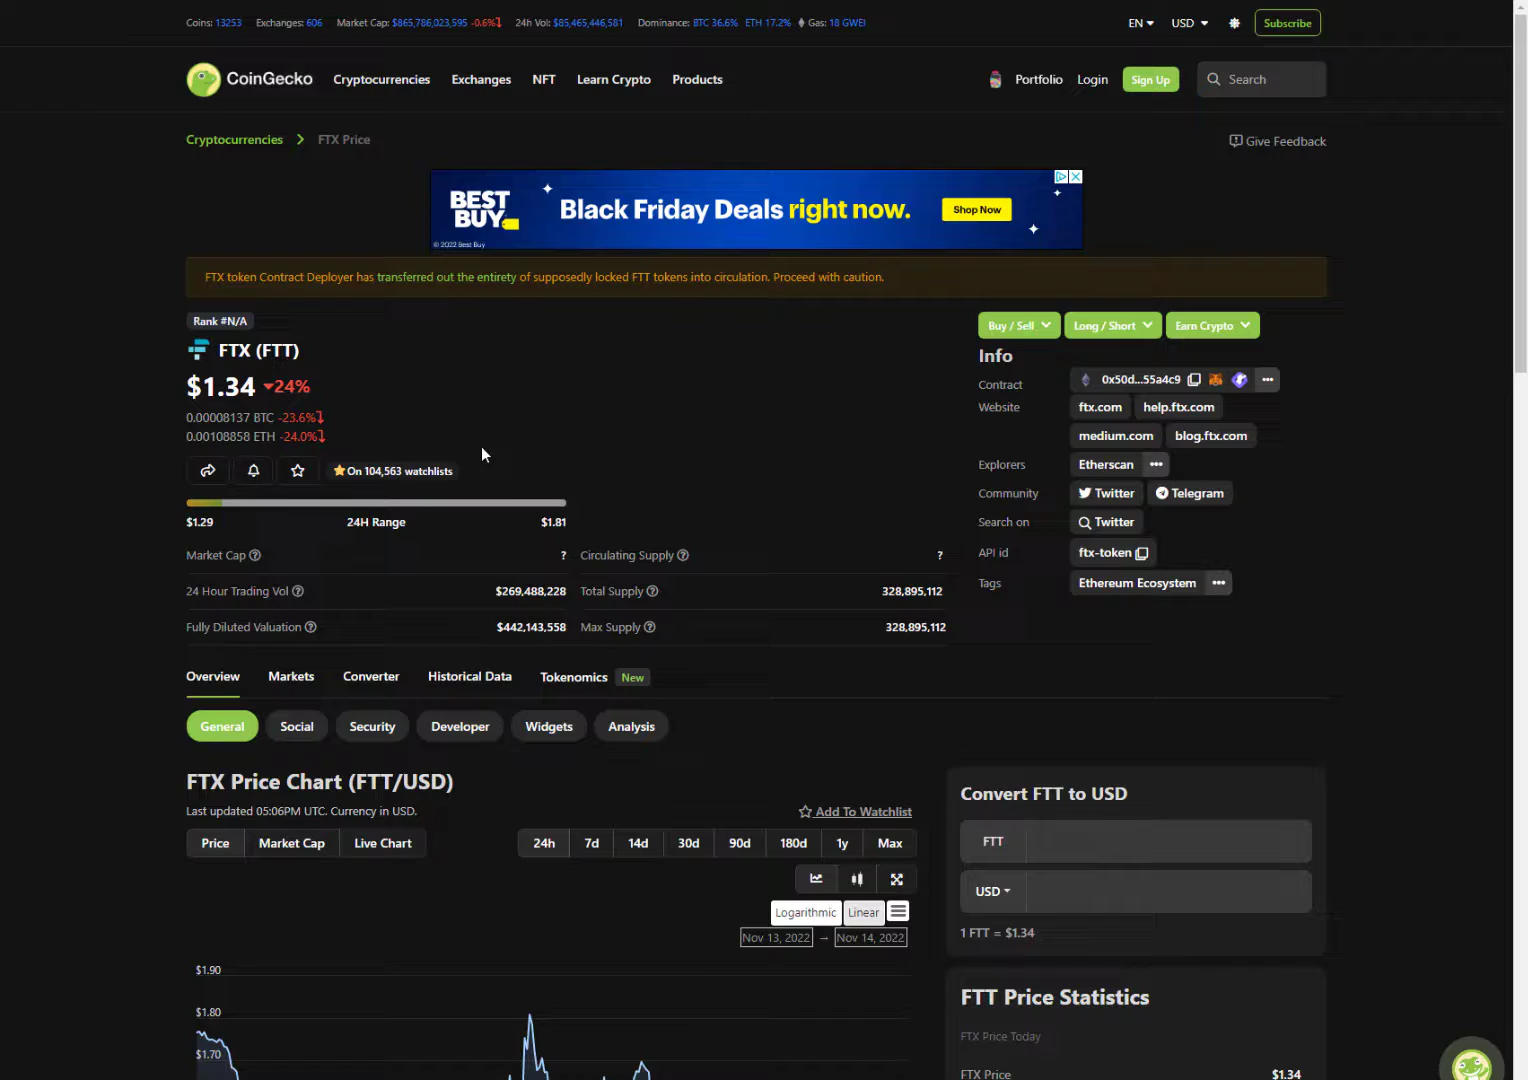 Coins: 13253 Exchanges: 606 Market Cap: $865,786,023,595 -0.6% 24h Vol: $85,465,446,581 Dominance: BTC 36.6% ETH 17.2% Gas: 18 GWEI EN USD Subscribe
CoinGecko Cryptocurrencies Exchanges NFT Learn Crypto Products Portfolio Login Sign Up Search
Cryptocurrencies > FTX Price Give Feedback
BEST BUY Black Friday Deals right now. Shop Now
© 2022 Best Buy
FTX token Contract Deployer has transferred out the entirety of supposedly locked FTT tokens into circulation. Proceed with caution.
Rank #N/A
FTX (FTT)
$1.34 24%
0.00008137 BTC -23.6%
0.00108858 ETH -24.0%
On 104,563 watchlists
$1.29 24H Range $1.81
Market Cap ? Circulating Supply ?
24 Hour Trading Vol $269,488,228 Total Supply 328,895,112
Fully Diluted Valuation $442,143,558 Max Supply 328,895,112
Buy / Sell Long / Short Earn Crypto
Info
Contract 0x50d...55a4c9
Website ftx.com help.ftx.com
medium.com blog.ftx.com
Explorers Etherscan
Community Twitter Telegram
Search on Twitter
API id ftx-token
Tags Ethereum Ecosystem
Overview Markets Converter Historical Data Tokenomics New
General Social Security Developer Widgets Analysis
FTX Price Chart (FTT/USD)
Last updated 05:06PM UTC. Currency in USD.
Add To Watchlist
Price Market Cap Live Chart 24h 7d 14d 30d 90d 180d 1y Max
Logarithmic Linear
Nov 13, 2022 → Nov 14, 2022
$1.90
$1.80
$1.70
Convert FTT to USD
FTT
USD
1 FTT = $1.34
FTT Price Statistics
FTX Price Today
FTX Price $1.34